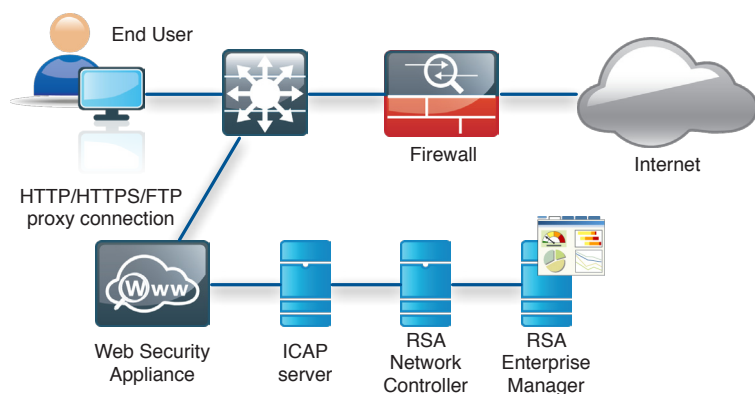 End User
Firewall
Internet
HTTP/HTTPS/FTP
proxy connection
Www
Web Security
Appliance
ICAP
server
RSA
Network
Controller
RSA
Enterprise
Manager